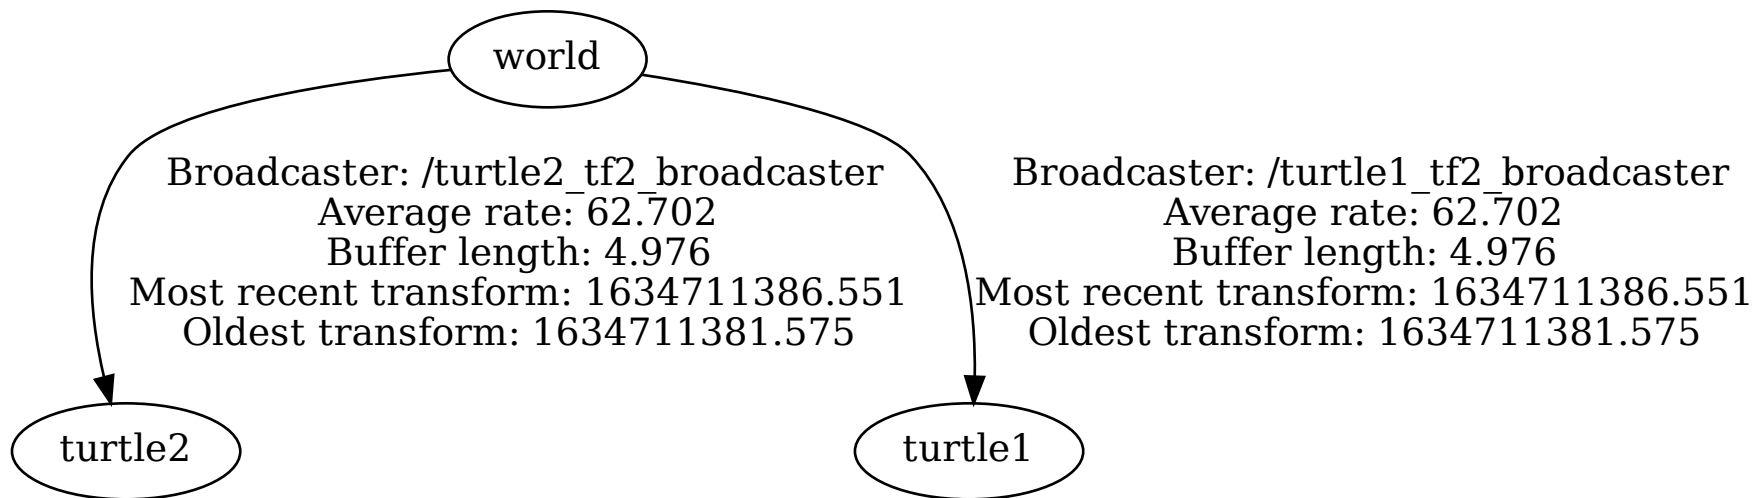 world
Broadcaster: /turtle2_tf2_broadcaster
Average rate: 62.702
Buffer length: 4.976
Most recent transform: 1634711386.551
Oldest transform: 1634711381.575
Broadcaster: /turtle1_tf2_broadcaster
Average rate: 62.702
Buffer length: 4.976
Most recent transform: 1634711386.551
Oldest transform: 1634711381.575
turtle2
turtle1